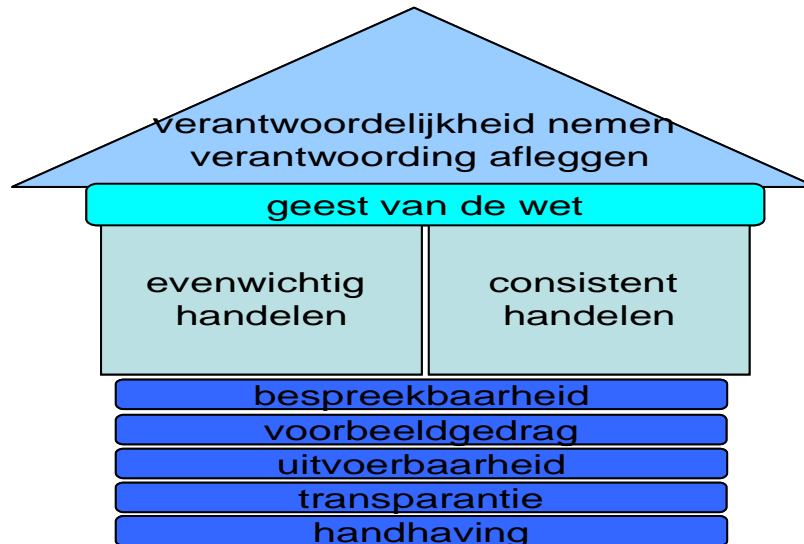 verantwoordelijkheid nemen
verantwoording afleggen
geest van de wet
evenwichtig
handelen
consistent
handelen
bespreekbaarheid
voorbeeldgedrag
uitvoerbaarheid
transparantie
handhaving